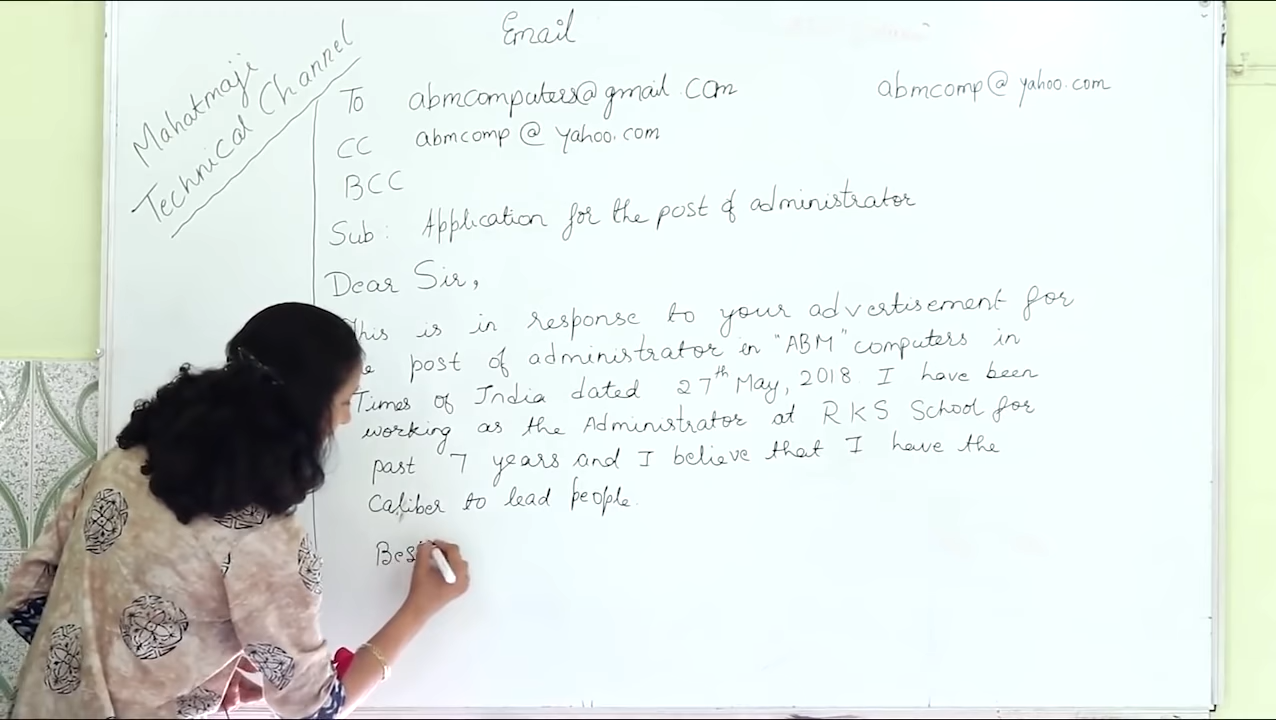 Email
Mahatmaji
Technical Channel
To abmcomputers@gmail.com abmcomp@yahoo.com
CC abmcomp@yahoo.com
BCC
Sub: Application for the post of administrator
Dear Sir,
This is in response to your advertisement for
post of administrator in "ABM" computers in
Times of India dated 27th May, 2018. I have been
working as the Administrator at RKS School for
past 7 years and I believe that I have the
caliber to lead people.